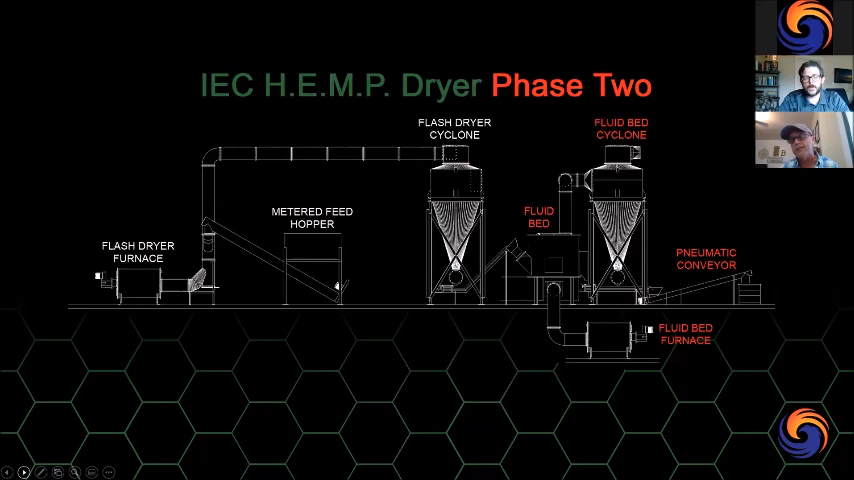 IEC H.E.M.P. Dryer Phase Two
FLASH DRYER
CYCLONE
FLUID BED
CYCLONE
METERED FEED
HOPPER
FLUID
BED
FLASH DRYER
FURNACE
PNEUMATIC
CONVEYOR
FLUID BED
FURNACE